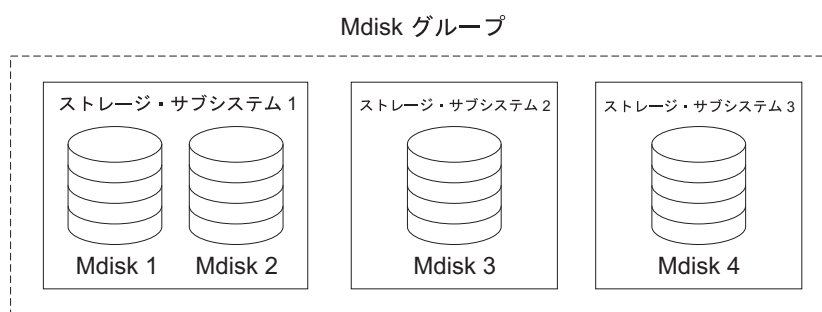 Mdisk グループ
ストレージ・サブシステム 1
ストレージ・サブシステム 2
ストレージ・サブシステム 3
Mdisk 1
Mdisk 2
Mdisk 3
Mdisk 4